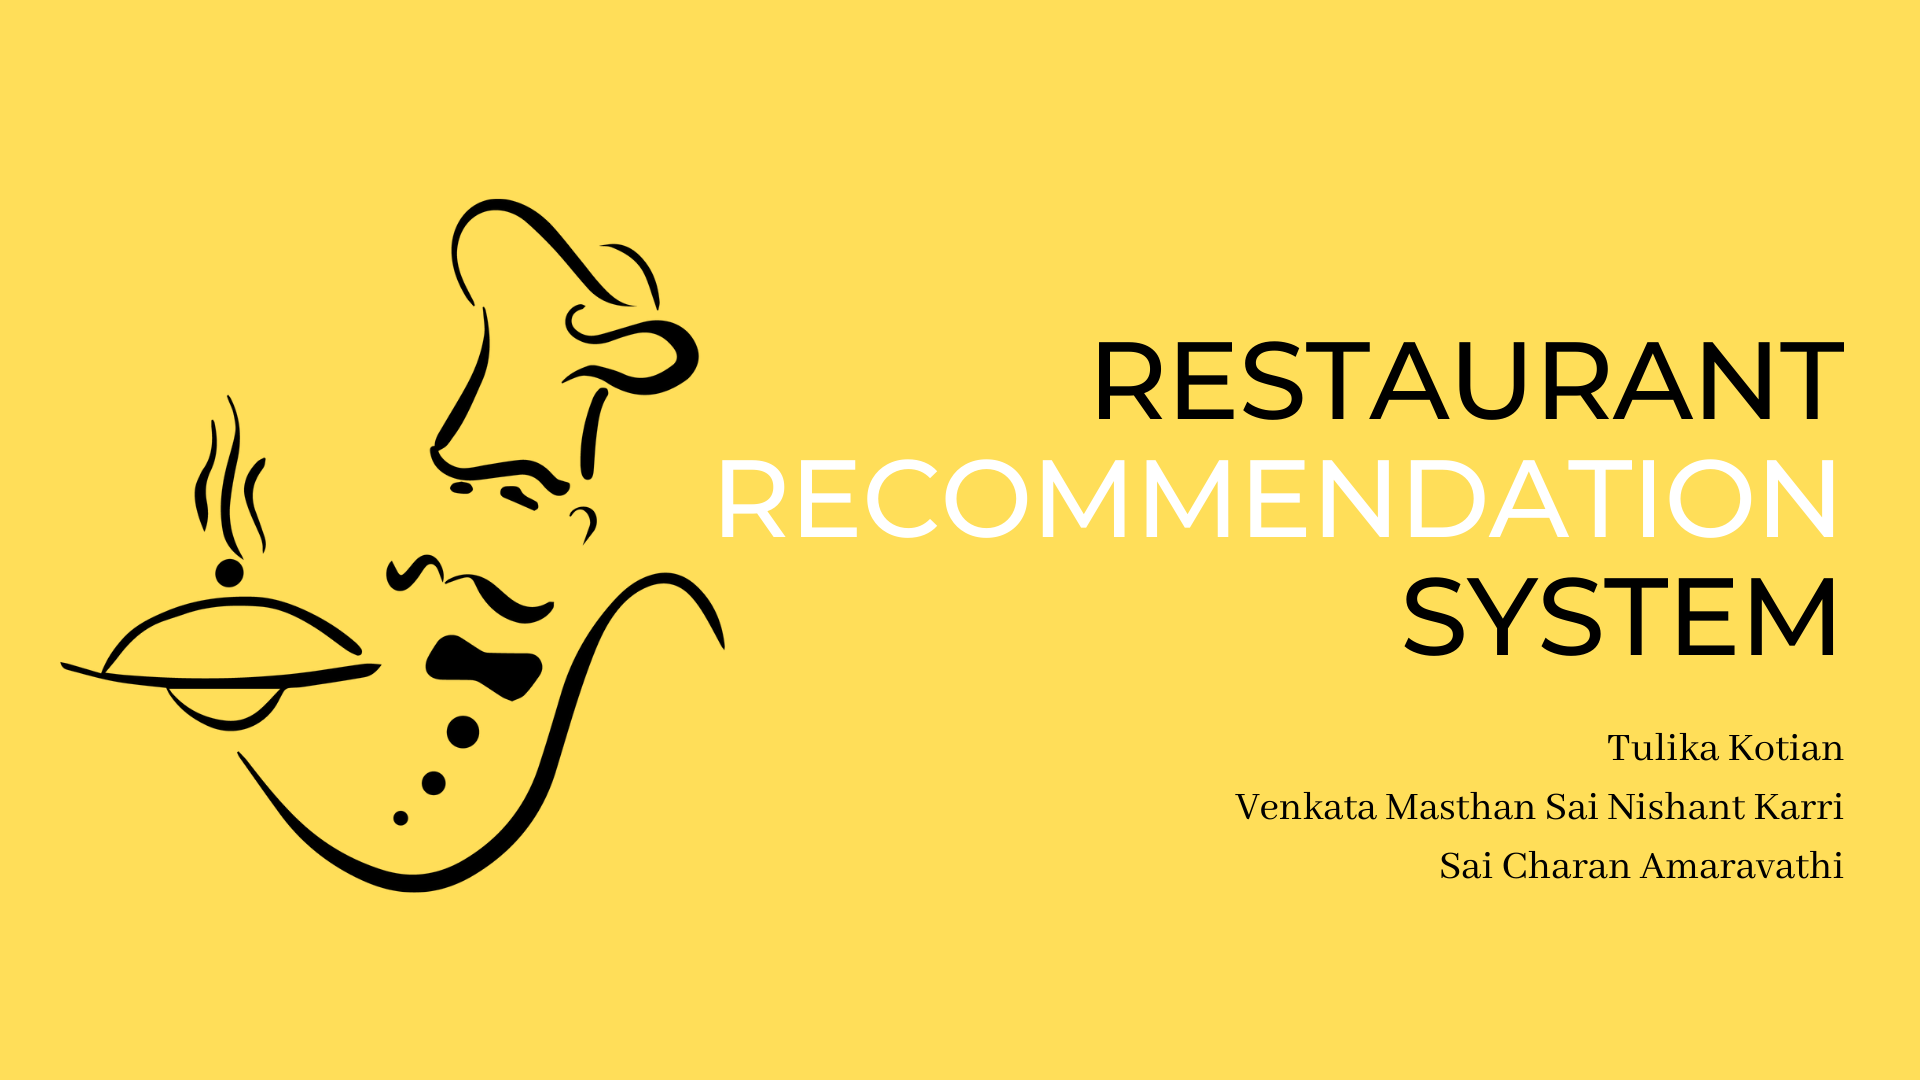 RESTAURANT
RECOMMENDATION
SYSTEM
Tulika Kotian
Venkata Masthan Sai Nishant Karri
Sai Charan Amaravathi